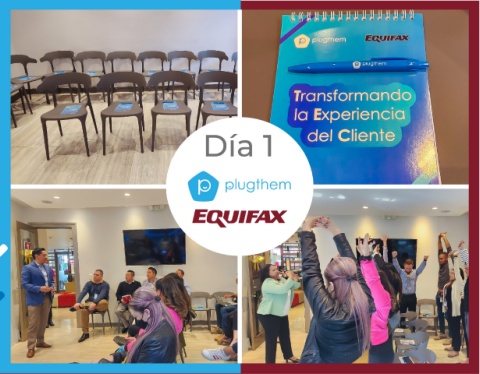 plugthem
EQUIFAX
plugthem
Transformando
la Experiencia
del Cliente
Día 1
plugthem
EQUIFAX